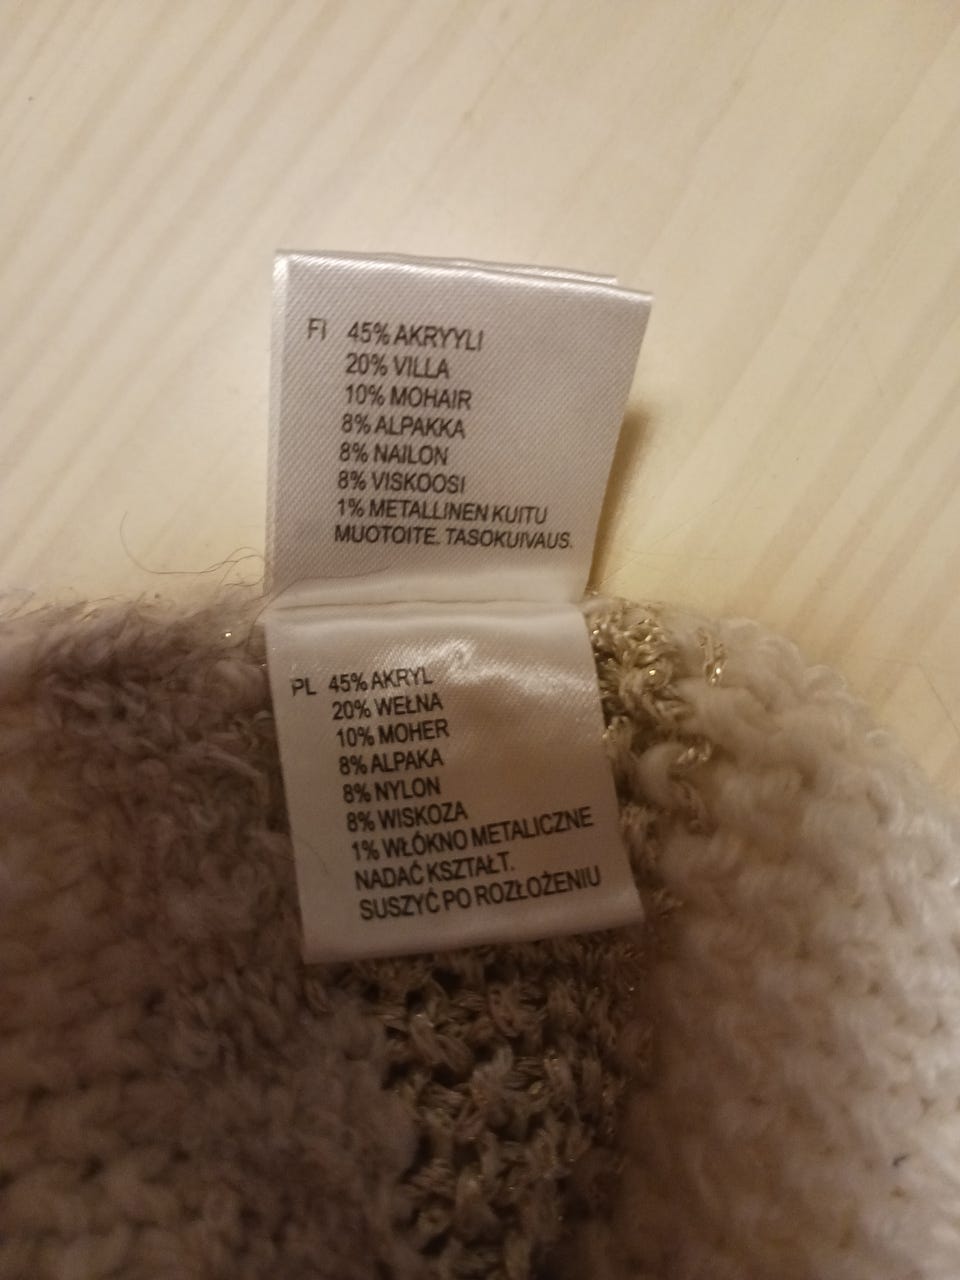 FI 45% AKRYYLI
20% VILLA
10% MOHAIR
8% ALPAKKA
8% NAILON
8% VISKOOSI
1% METALLINEN KUITU
MUOTOITE. TASOKUIVAUS.
PL 45% AKRYL
20% WEŁNA
10% MOHER
8% ALPAKA
8% NYLON
8% WISKOZA
1% WŁÓKNO METALICZNE
NADAĆ KSZTAŁT.
SUSZYĆ PO ROZŁOŻENIU